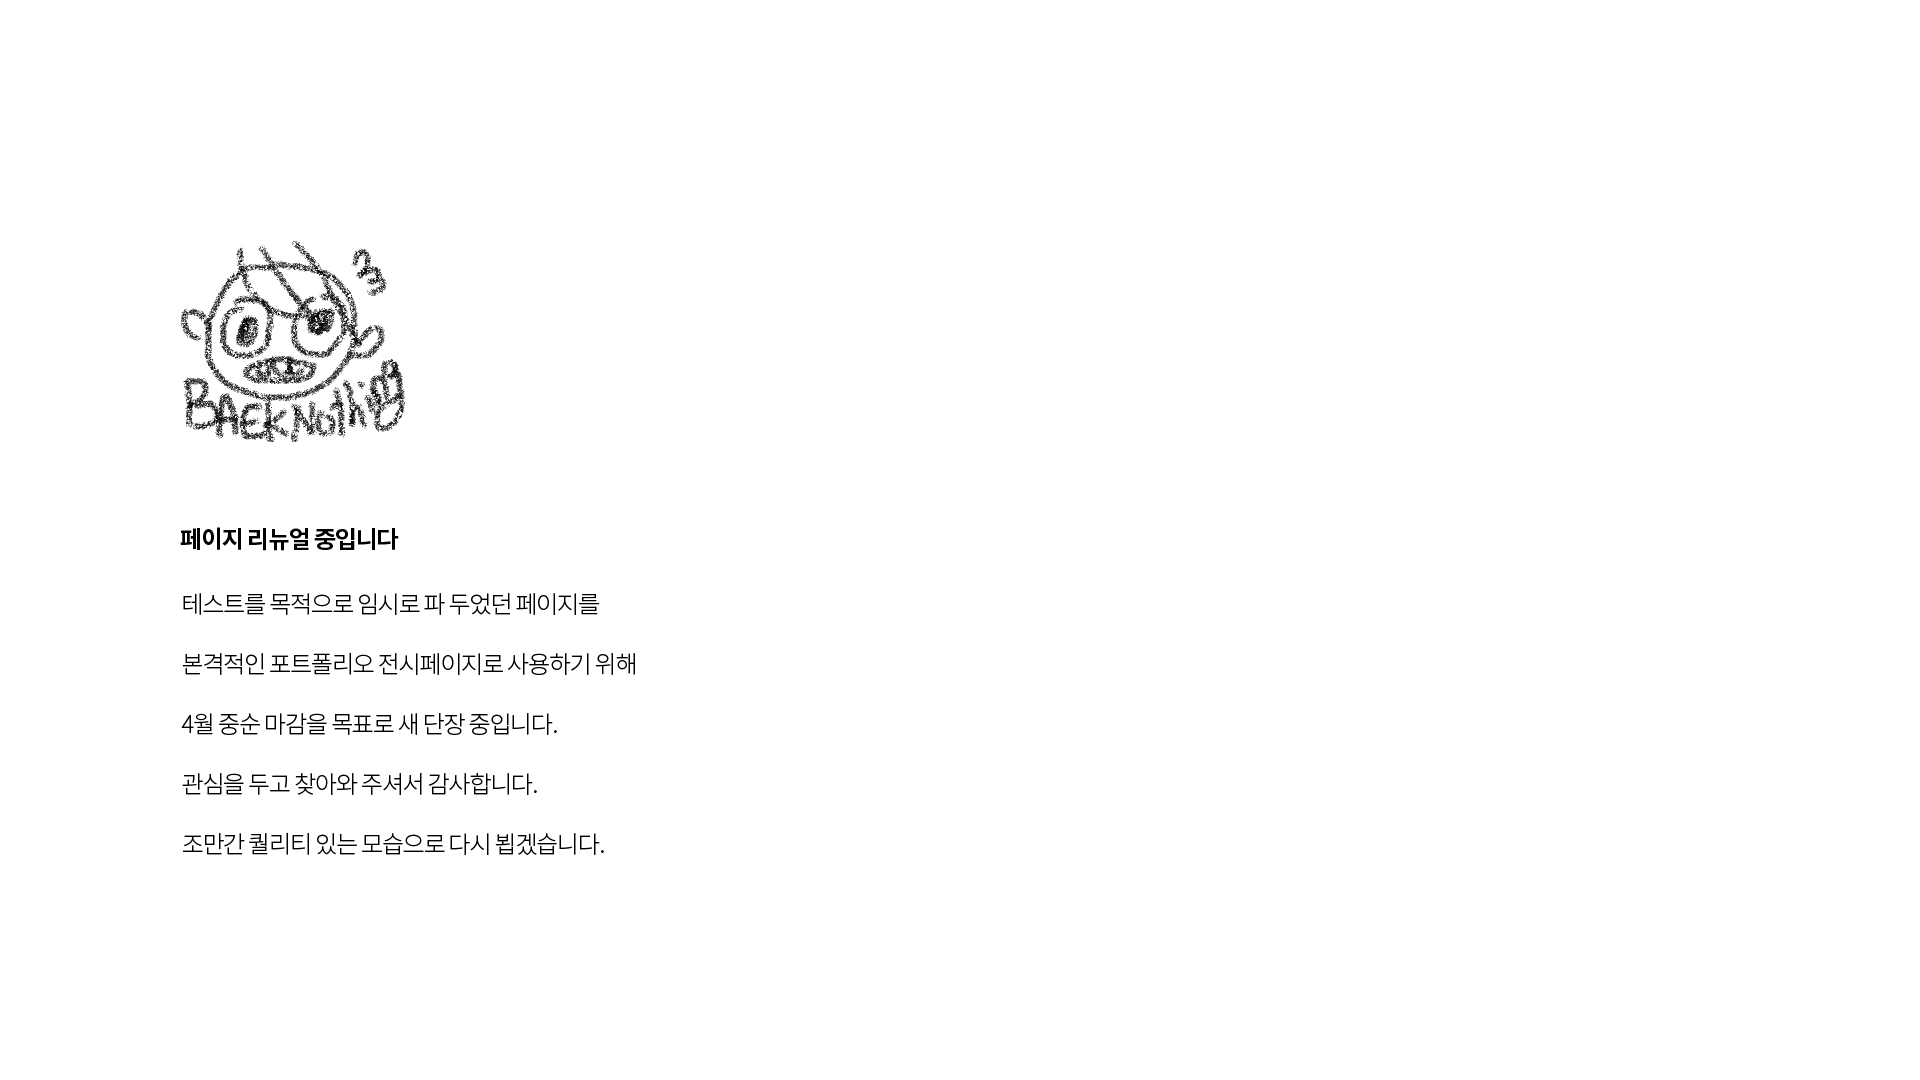 BAEKNothing
페이지 리뉴얼 중입니다
테스트를 목적으로 임시로 파 두었던 페이지를
본격적인 포트폴리오 전시페이지로 사용하기 위해
4월 중순 마감을 목표로 새 단장 중입니다.
관심을 두고 찾아와 주셔서 감사합니다.
조만간 퀄리티 있는 모습으로 다시 뵙겠습니다.